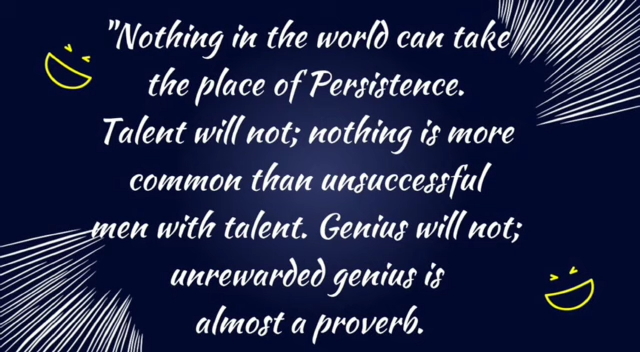 "Nothing in the world can take
the place of Persistence.
Talent will not; nothing is more
common than unsuccessful
men with talent. Genius will not;
unrewarded genius is
almost a proverb.